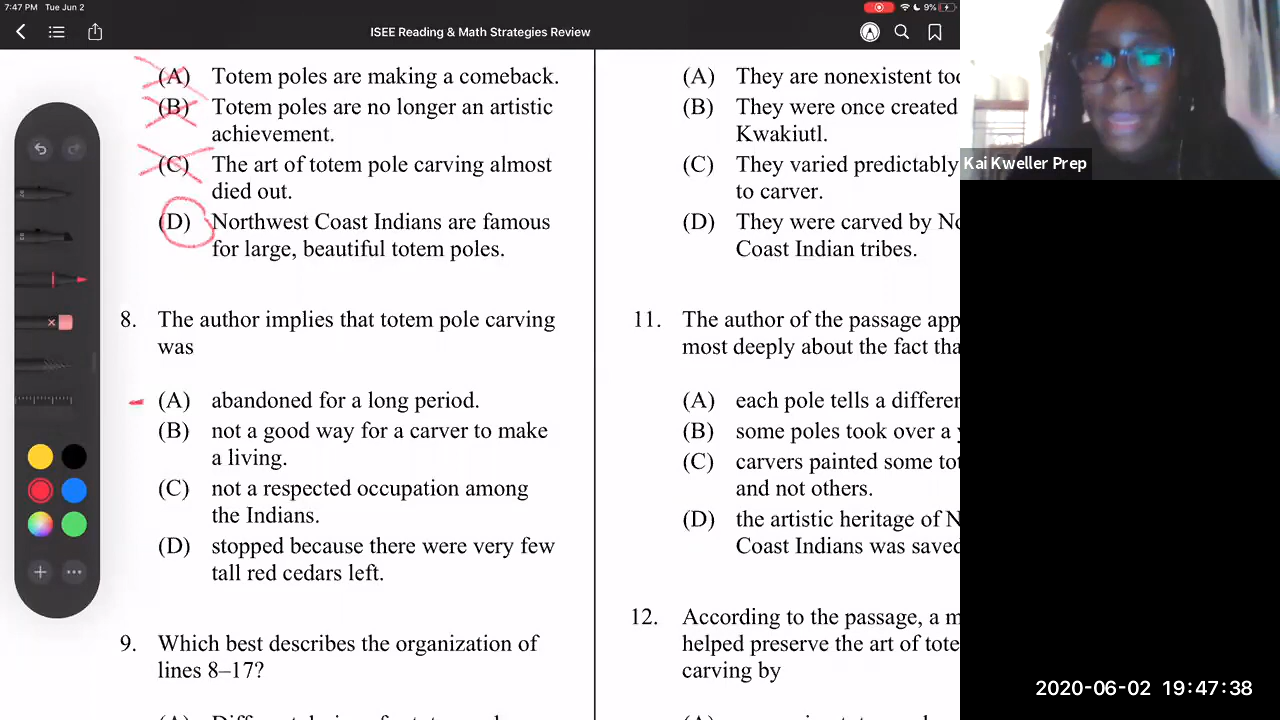 7:47 PM Tue Jun 2
9%
ISEE Reading & Math Strategies Review
(A) Totem poles are making a comeback.
(B) Totem poles are no longer an artistic
achievement.
(C) The art of totem pole carving almost
died out.
(D) Northwest Coast Indians are famous
for large, beautiful totem poles.
8. The author implies that totem pole carving
was
(A) abandoned for a long period.
(B) not a good way for a carver to make
a living.
(C) not a respected occupation among
the Indians.
(D) stopped because there were very few
tall red cedars left.
9. Which best describes the organization of
lines 8–17?
(A) They are nonexistent
(B) They were once created
Kwakiutl.
(C) They varied predictably
to carver.
(D) They were carved by
Coast Indian tribes.
11. The author of the passage
most deeply about the fact
(A) each pole tells a
(B) some poles took over a
(C) carvers painted some
and not others.
(D) the artistic heritage of
Coast Indians was
12. According to the passage, a
helped preserve the art of
carving by
Kai Kweller Prep
2020-06-02 19:47:38